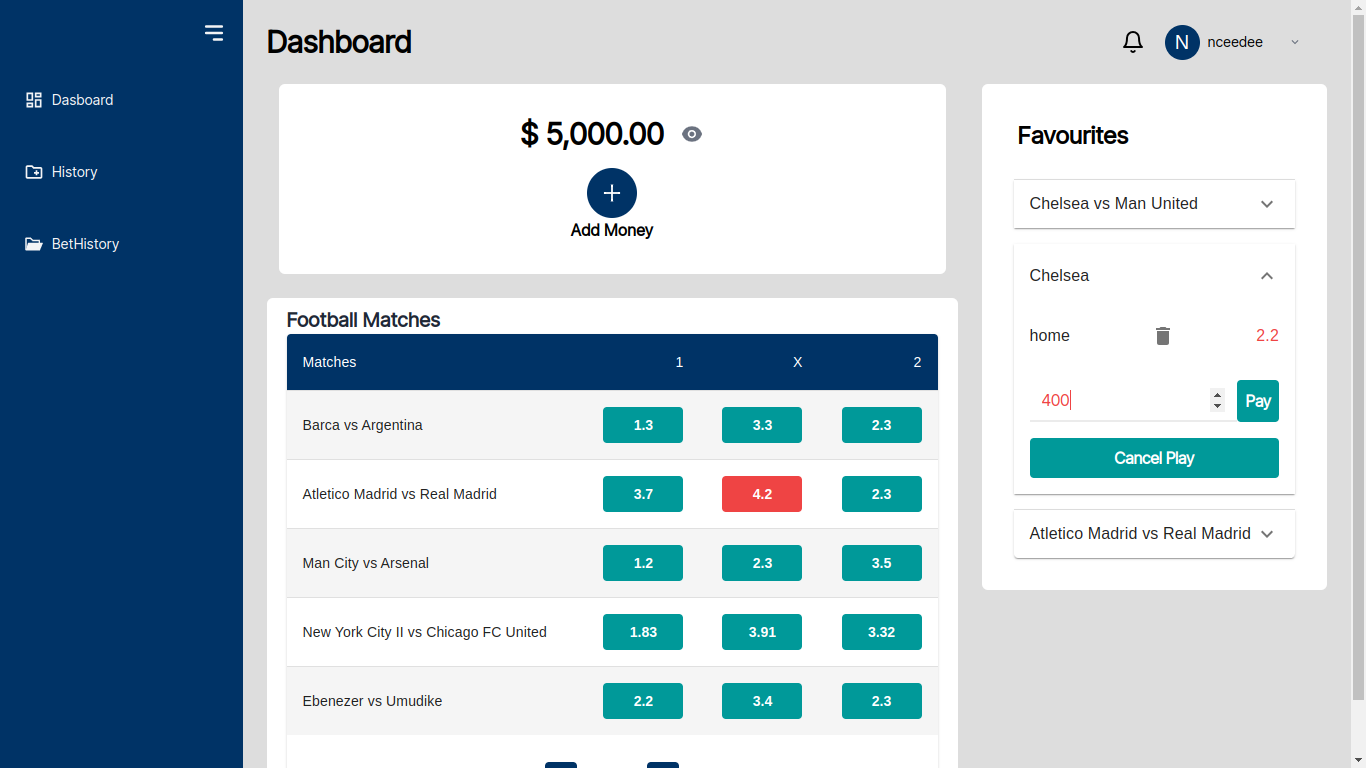 Dashboard
N nceedee
Dasboard
History
BetHistory
$ 5,000.00
Add Money
Football Matches
Matches 1 X 2
Barca vs Argentina 1.3 3.3 2.3
Atletico Madrid vs Real Madrid 3.7 4.2 2.3
Man City vs Arsenal 1.2 2.3 3.5
New York City II vs Chicago FC United 1.83 3.91 3.32
Ebenezer vs Umudike 2.2 3.4 2.3
Favourites
Chelsea vs Man United
Chelsea
home 2.2
400 Pay
Cancel Play
Atletico Madrid vs Real Madrid